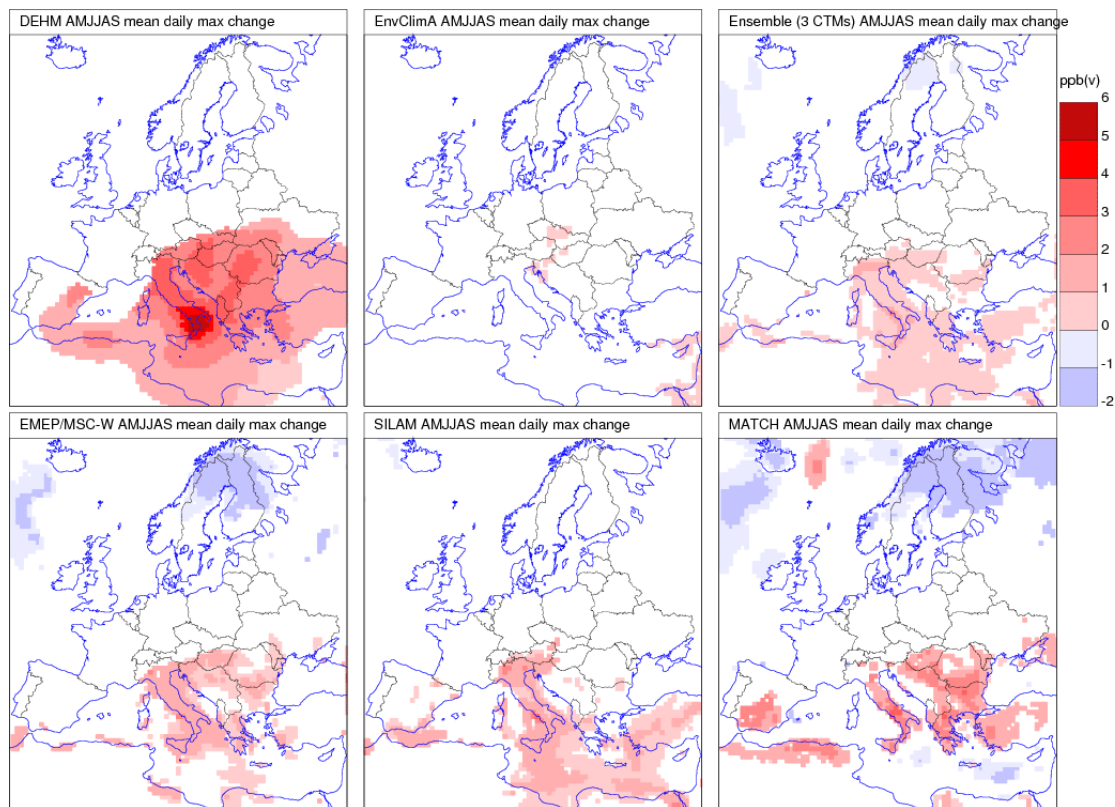 DEHM AMJJAS mean daily max change
EnvClimA AMJJAS mean daily max change
Ensemble (3 CTMs) AMJJAS mean daily max change
ppb(v)
6
5
4
3
2
1
0
-1
-2
EMEP/MSC-W AMJJAS mean daily max change
SILAM AMJJAS mean daily max change
MATCH AMJJAS mean daily max change